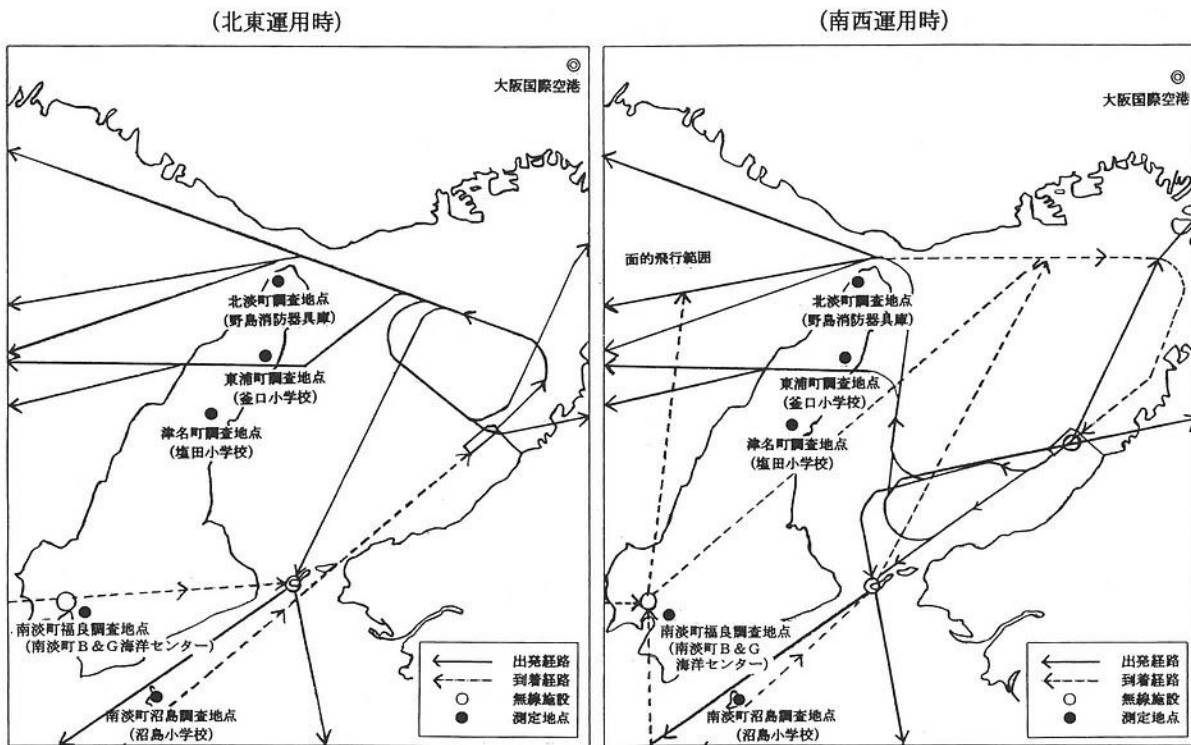 (北東運用時)
大阪国際空港
北淡町調査地点
(野島消防器具庫)
東浦町調査地点
(釜口小学校)
津名町調査地点
(塩田小学校)
南淡町福良調査地点
(南淡町B&G海洋センター)
南淡町沼島調査地点
(沼島小学校)
出発経路
到着経路
無線施設
測定地点
(南西運用時)
大阪国際空港
面的飛行範囲
北淡町調査地点
(野島消防器具庫)
東浦町調査地点
(釜口小学校)
津名町調査地点
(塩田小学校)
南淡町福良調査地点
(南淡町B&G
海洋センター)
南淡町沼島調査地点
(沼島小学校)
出発経路
到着経路
無線施設
測定地点